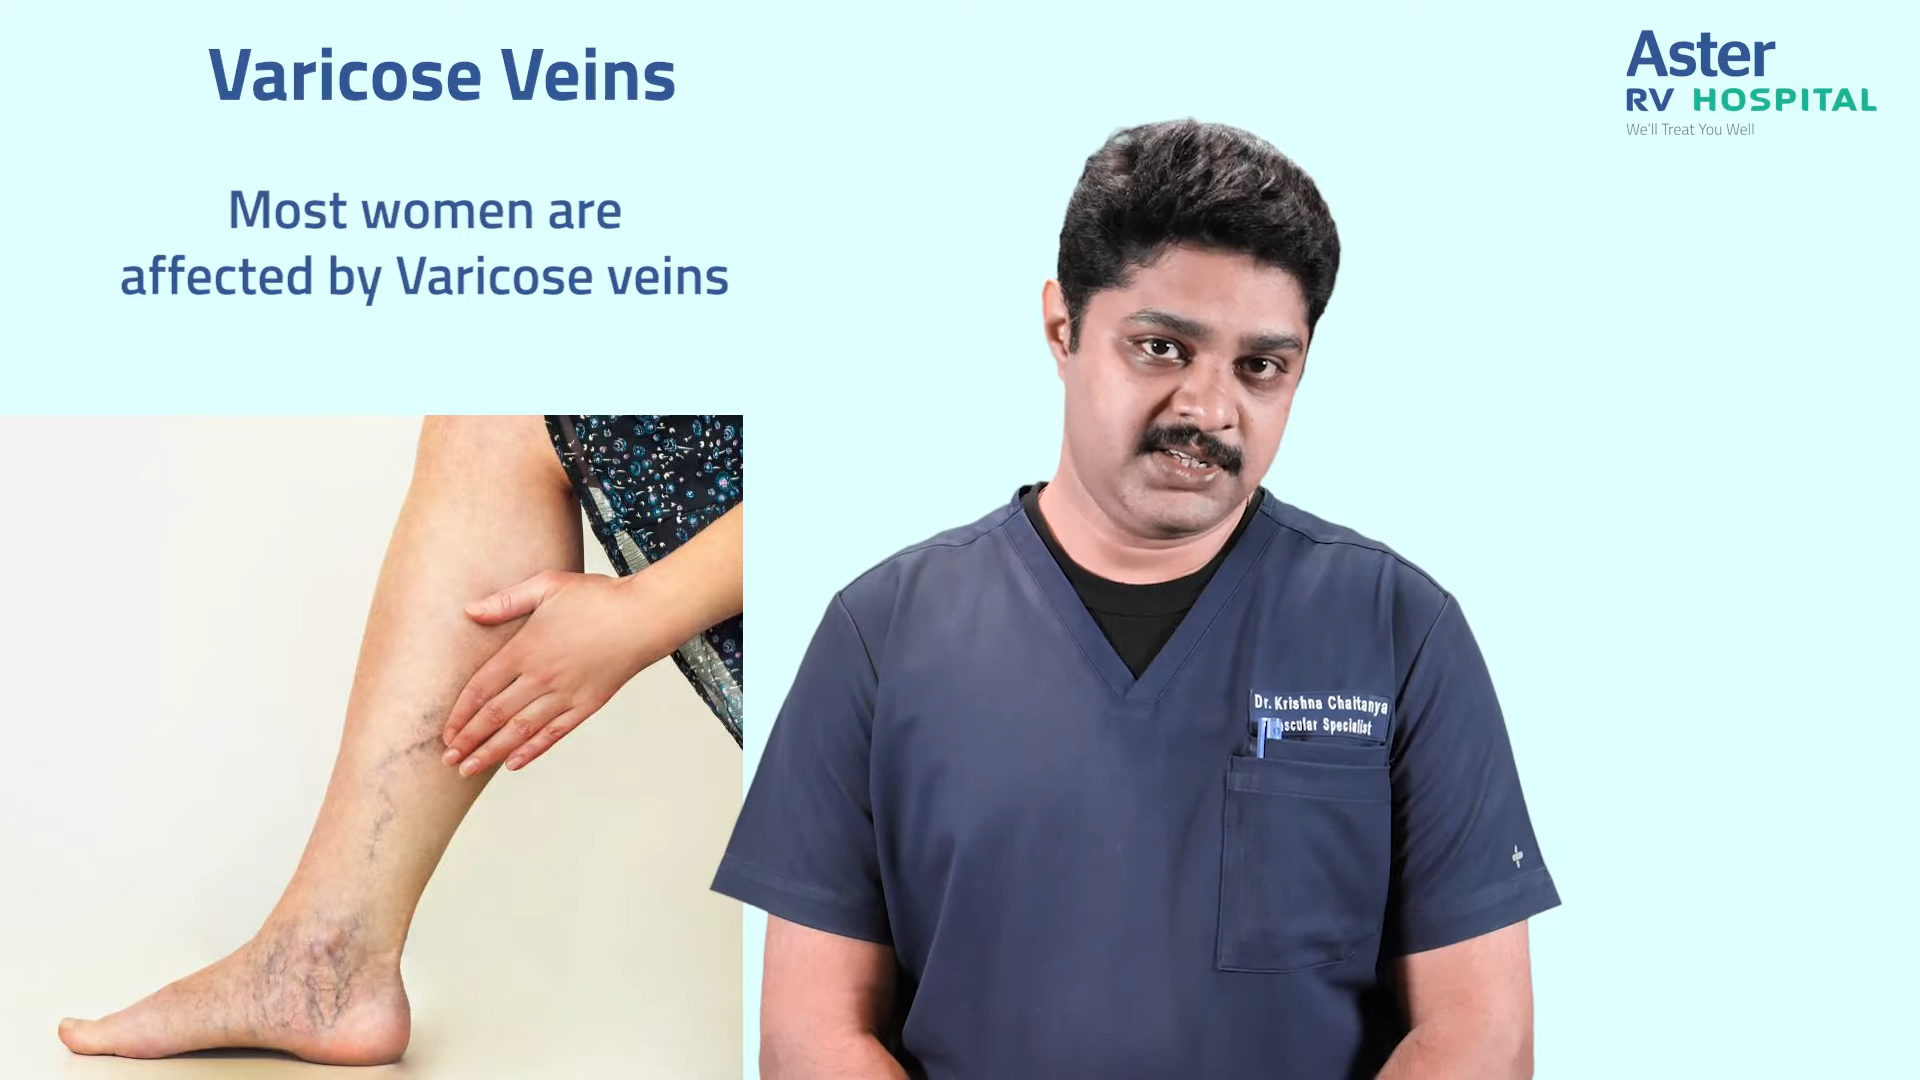 Varicose Veins
Most women are
affected by Varicose veins
Aster
RV HOSPITAL
We'll Treat You Well
Dr. Krishna Chaitanya
Specialist